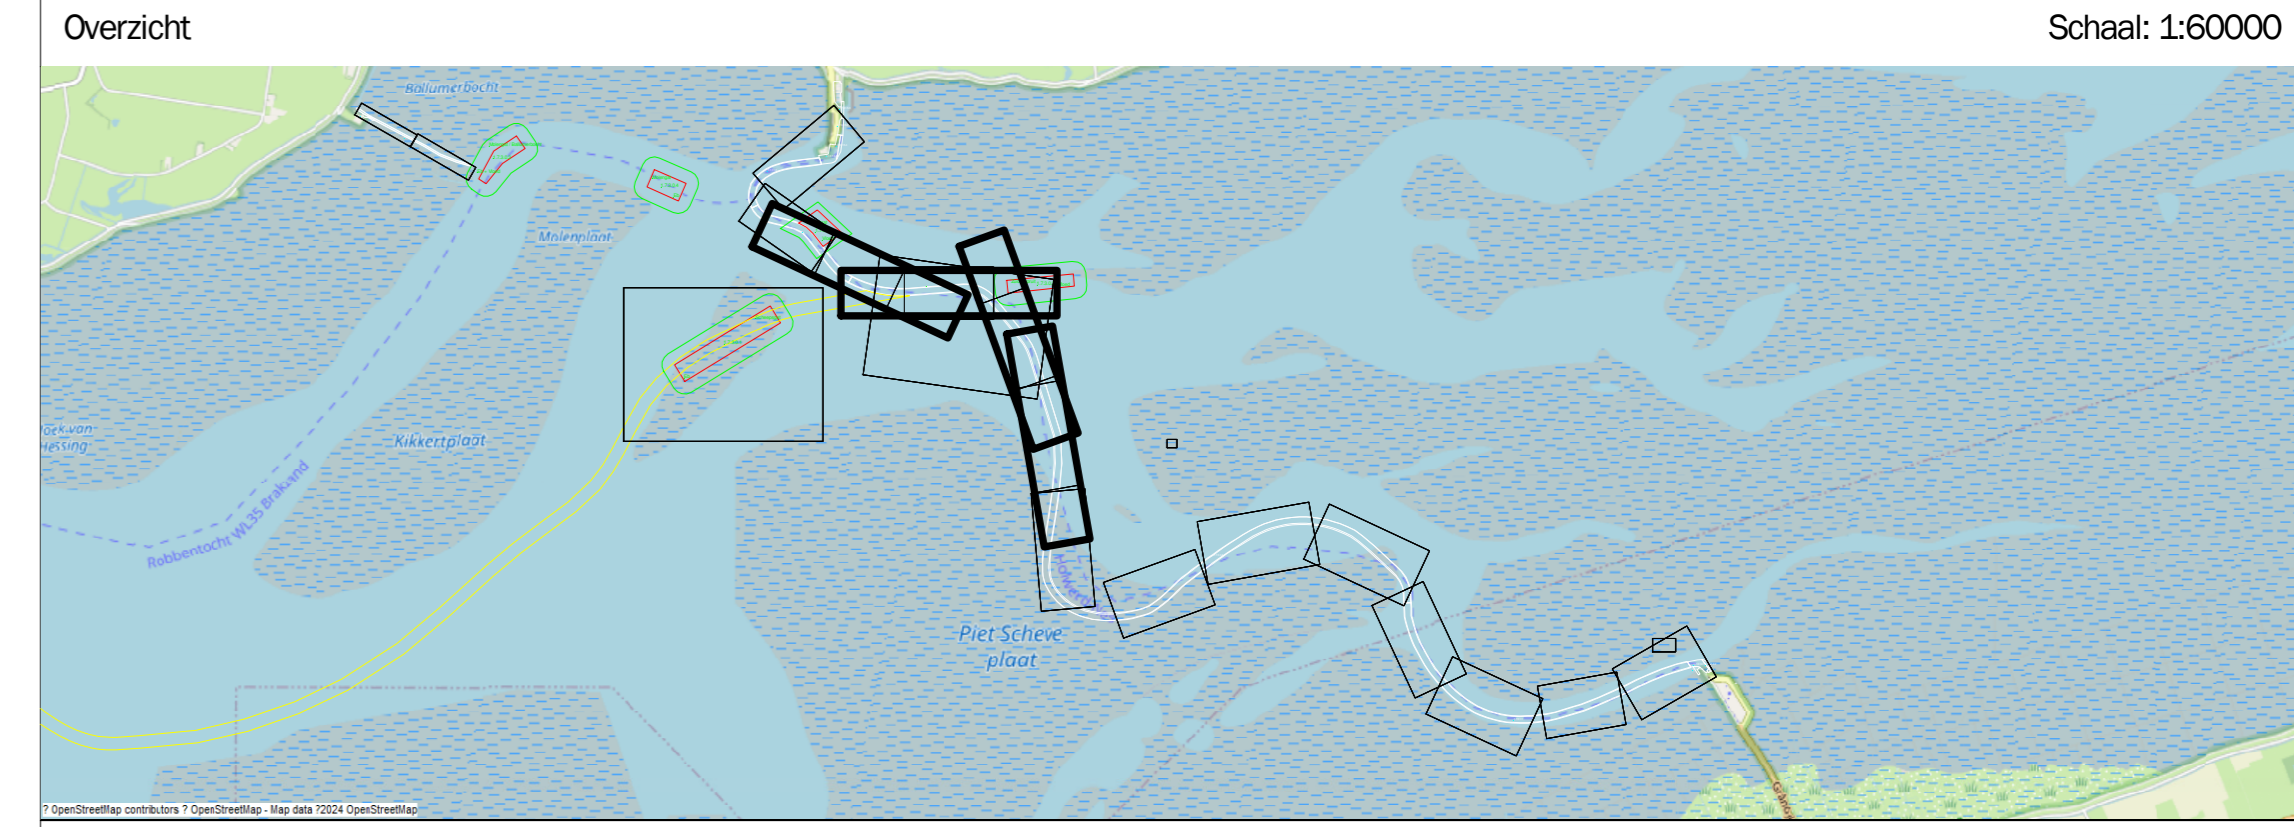 Overzicht
Schaal: 1:60000
Ballumerbocht
Molenplaat
Kikkertplaat
Hessing
Robbentocht WL35 Brakzand
Piet Scheve
plaat
? OpenStreetMap contributors ? OpenStreetMap - Map data ?2024 OpenStreetMap